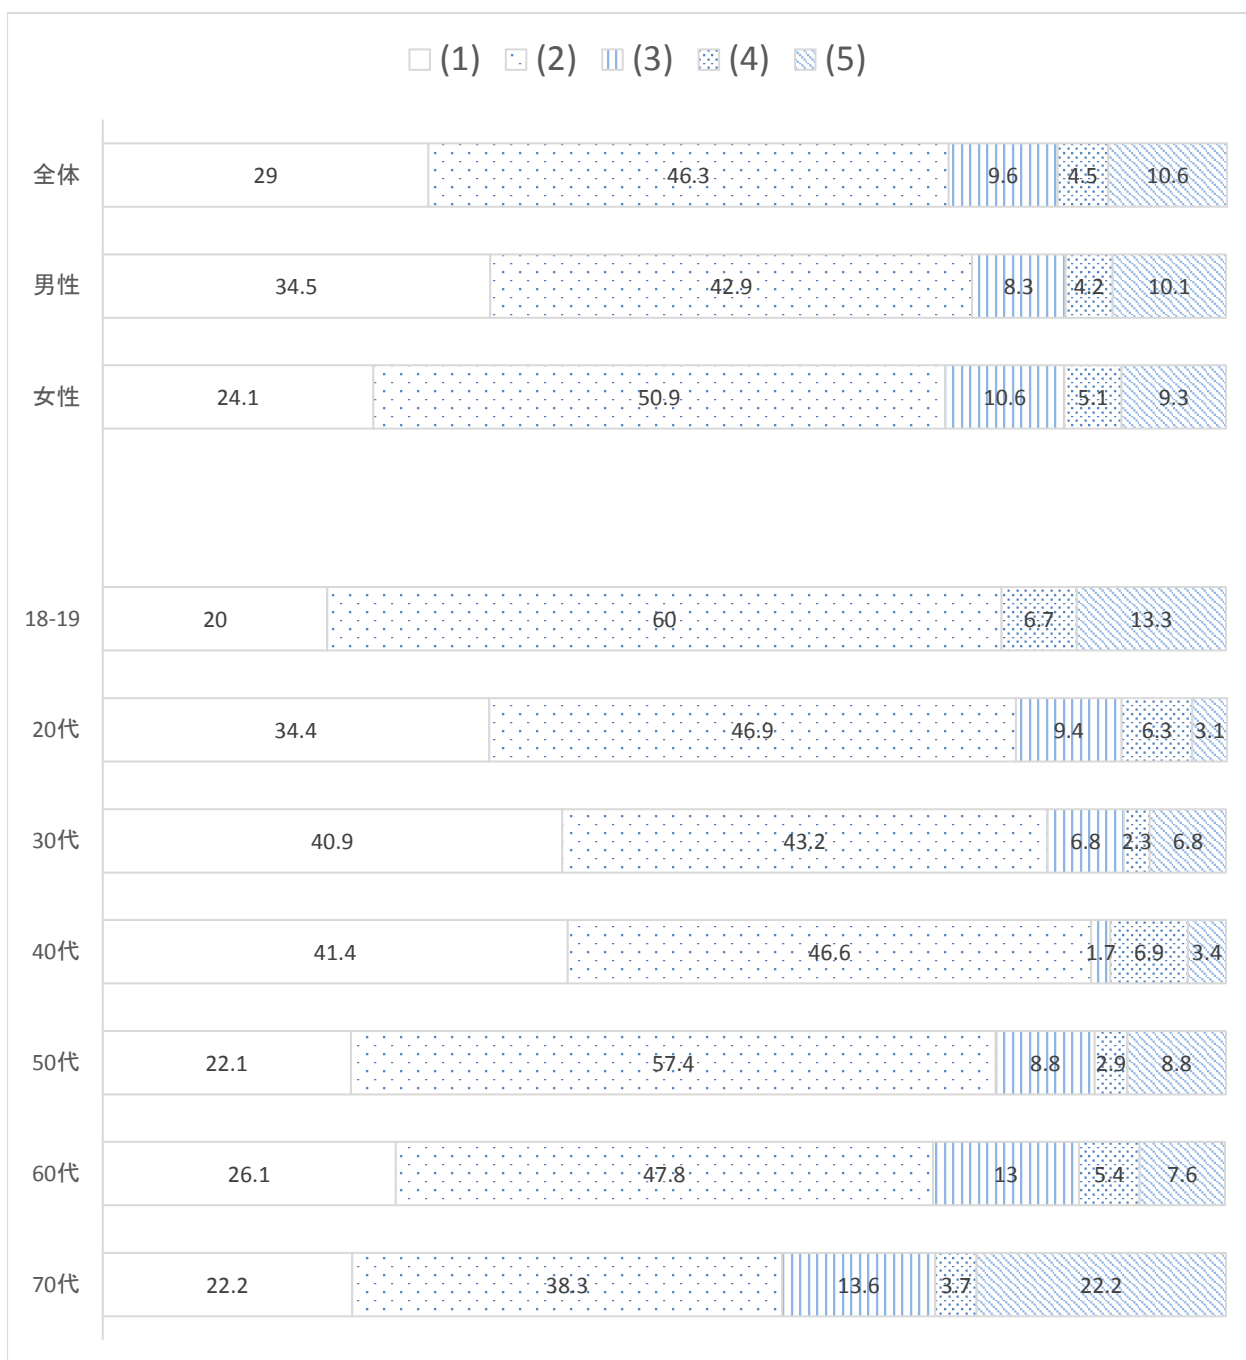 (1) (2) (3) (4) (5)
全体 29 46.3 9.6 4.5 10.6
男性 34.5 42.9 8.3 4.2 10.1
女性 24.1 50.9 10.6 5.1 9.3
18-19 20 60 6.7 13.3
20代 34.4 46.9 9.4 6.3 3.1
30代 40.9 43.2 6.8 2.3 6.8
40代 41.4 46.6 1.7 6.9 3.4
50代 22.1 57.4 8.8 2.9 8.8
60代 26.1 47.8 13 5.4 7.6
70代 22.2 38.3 13.6 3.7 22.2